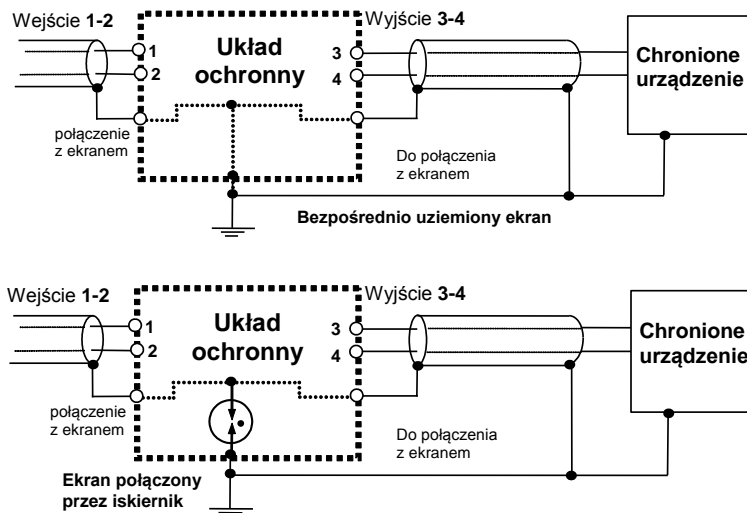 Wejście 1-2
Wyjście 3-4
1
2
Układ
ochronny
3
4
Chronione
urządzenie
połączenie
z ekranem
Do połączenia
z ekranem
Bezpośrednio uziemiony ekran
Wejście 1-2
Wyjście 3-4
1
2
Układ
ochronny
3
4
Chronione
urządzenie
połączenie
z ekranem
Do połączenia
z ekranem
Ekran połączony
przez iskiernik